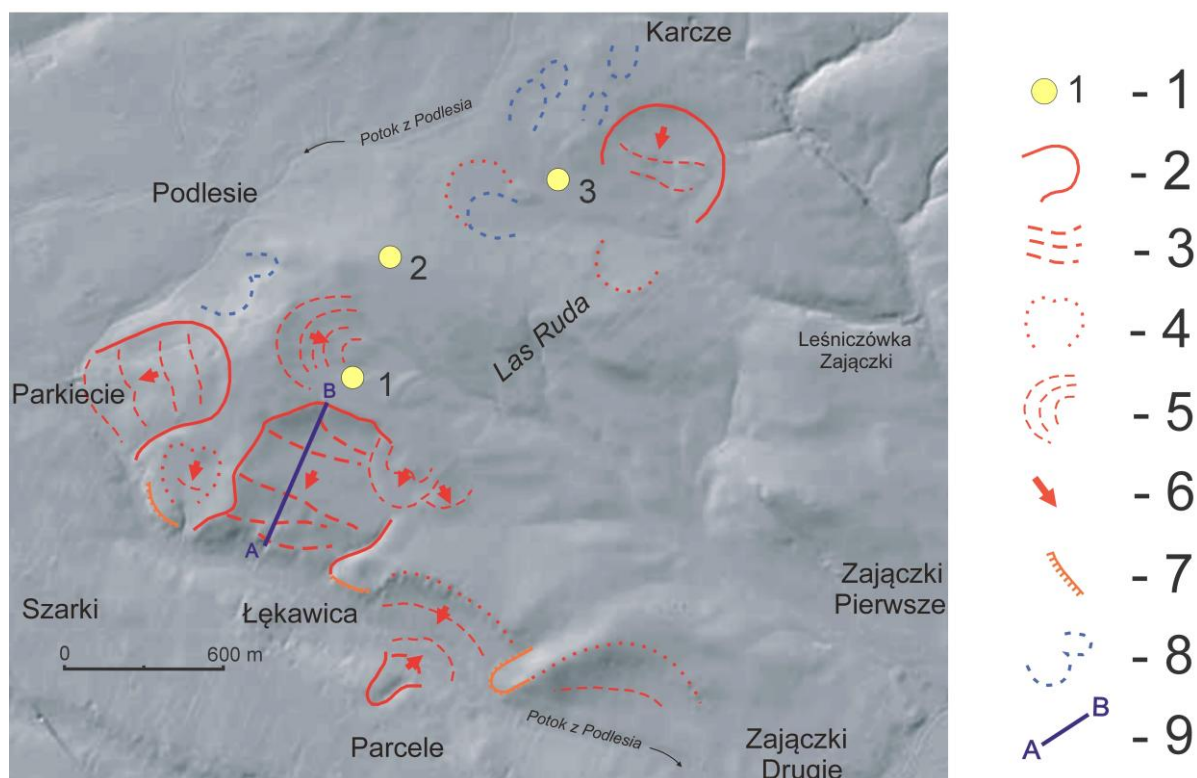 Karcze
Potok z Podlesia
Podlesie
3
2
Las Ruda
Leśniczówka
Zajączki
Parkiecie
1
B
A
Szarki
Łękawica
Zajączki
Pierwsze
0 600 m
Potok z Podlesia
Parcele
Zajączki
Drugie
1 - 1
- 2
- 3
- 4
- 5
- 6
- 7
- 8
A B - 9